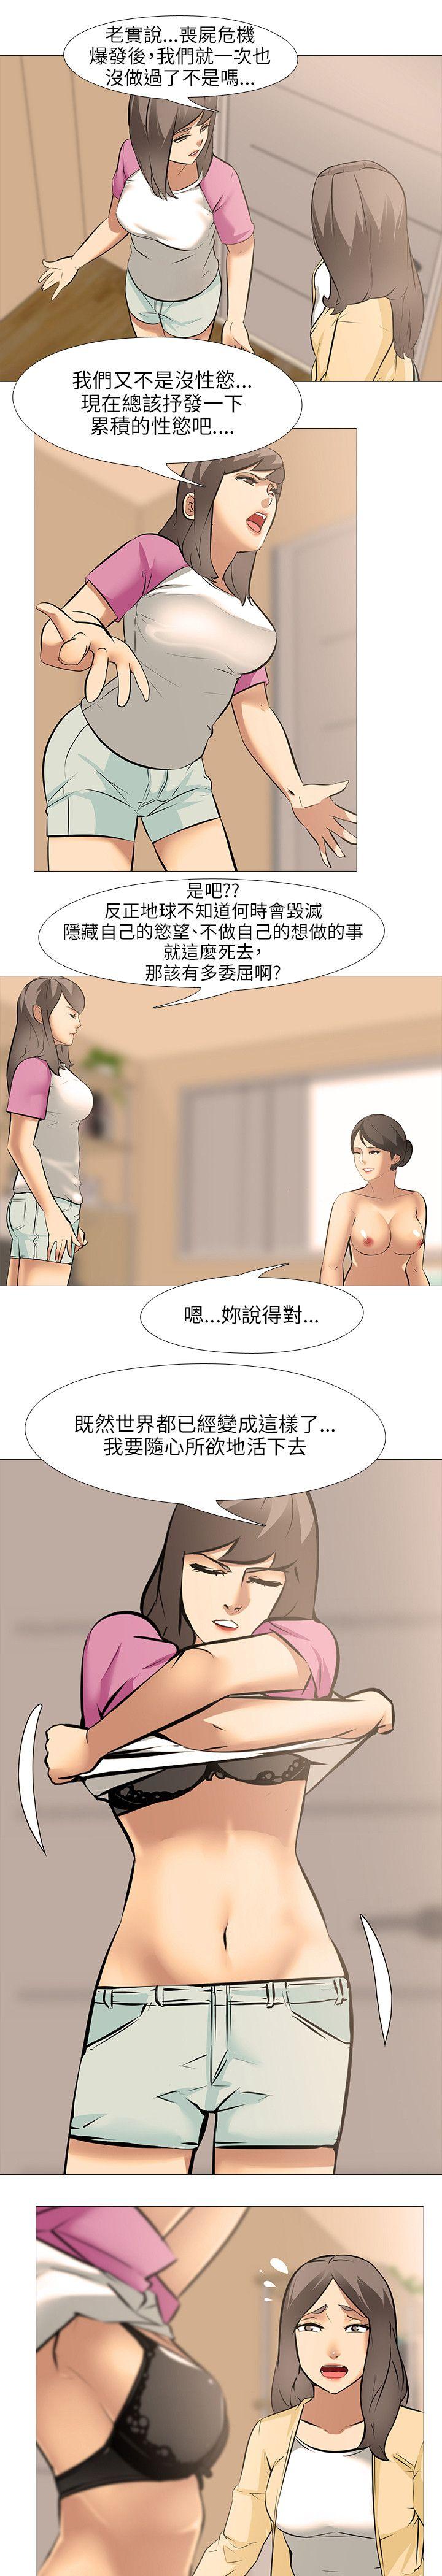 老實說...喪屍危機
爆發後,我們就一次也
沒做過了不是嗎...
我們又不是沒性慾...
現在總該抒發一下
累積的性慾吧....
是吧??
反正地球不知道何時會毀滅
隱藏自己的慾望、不做自己的想做的事
就這麼死去,
那該有多委屈啊?
嗯...妳說得對...
既然世界都已經變成這樣了...
我要隨心所欲地活下去